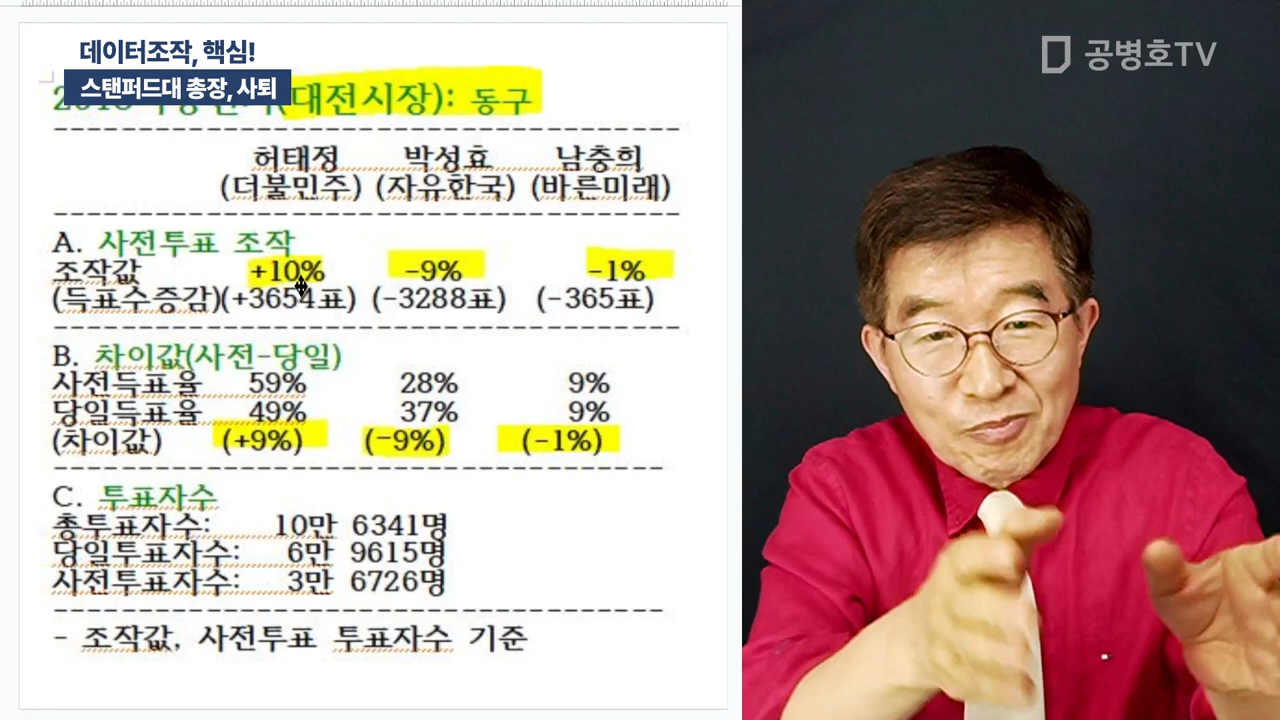 데이터조작, 핵심!
스탠퍼드대 총장, 사퇴
공병호TV
(대전시장): 동구
허태정 박성효 남충희
(더불민주) (자유한국) (바른미래)
A. 사전투표 조작
조작값 +10% -9% -1%
(득표수증감)(+3654표) (-3288표) (-365표)
B. 차이값(사전-당일)
사전득표율 59% 28% 9%
당일득표율 49% 37% 9%
(차이값) (+9%) (-9%) (-1%)
C. 투표자수
총투표자수: 10만 6341명
당일투표자수: 6만 9615명
사전투표자수: 3만 6726명
- 조작값, 사전투표 투표자수 기준